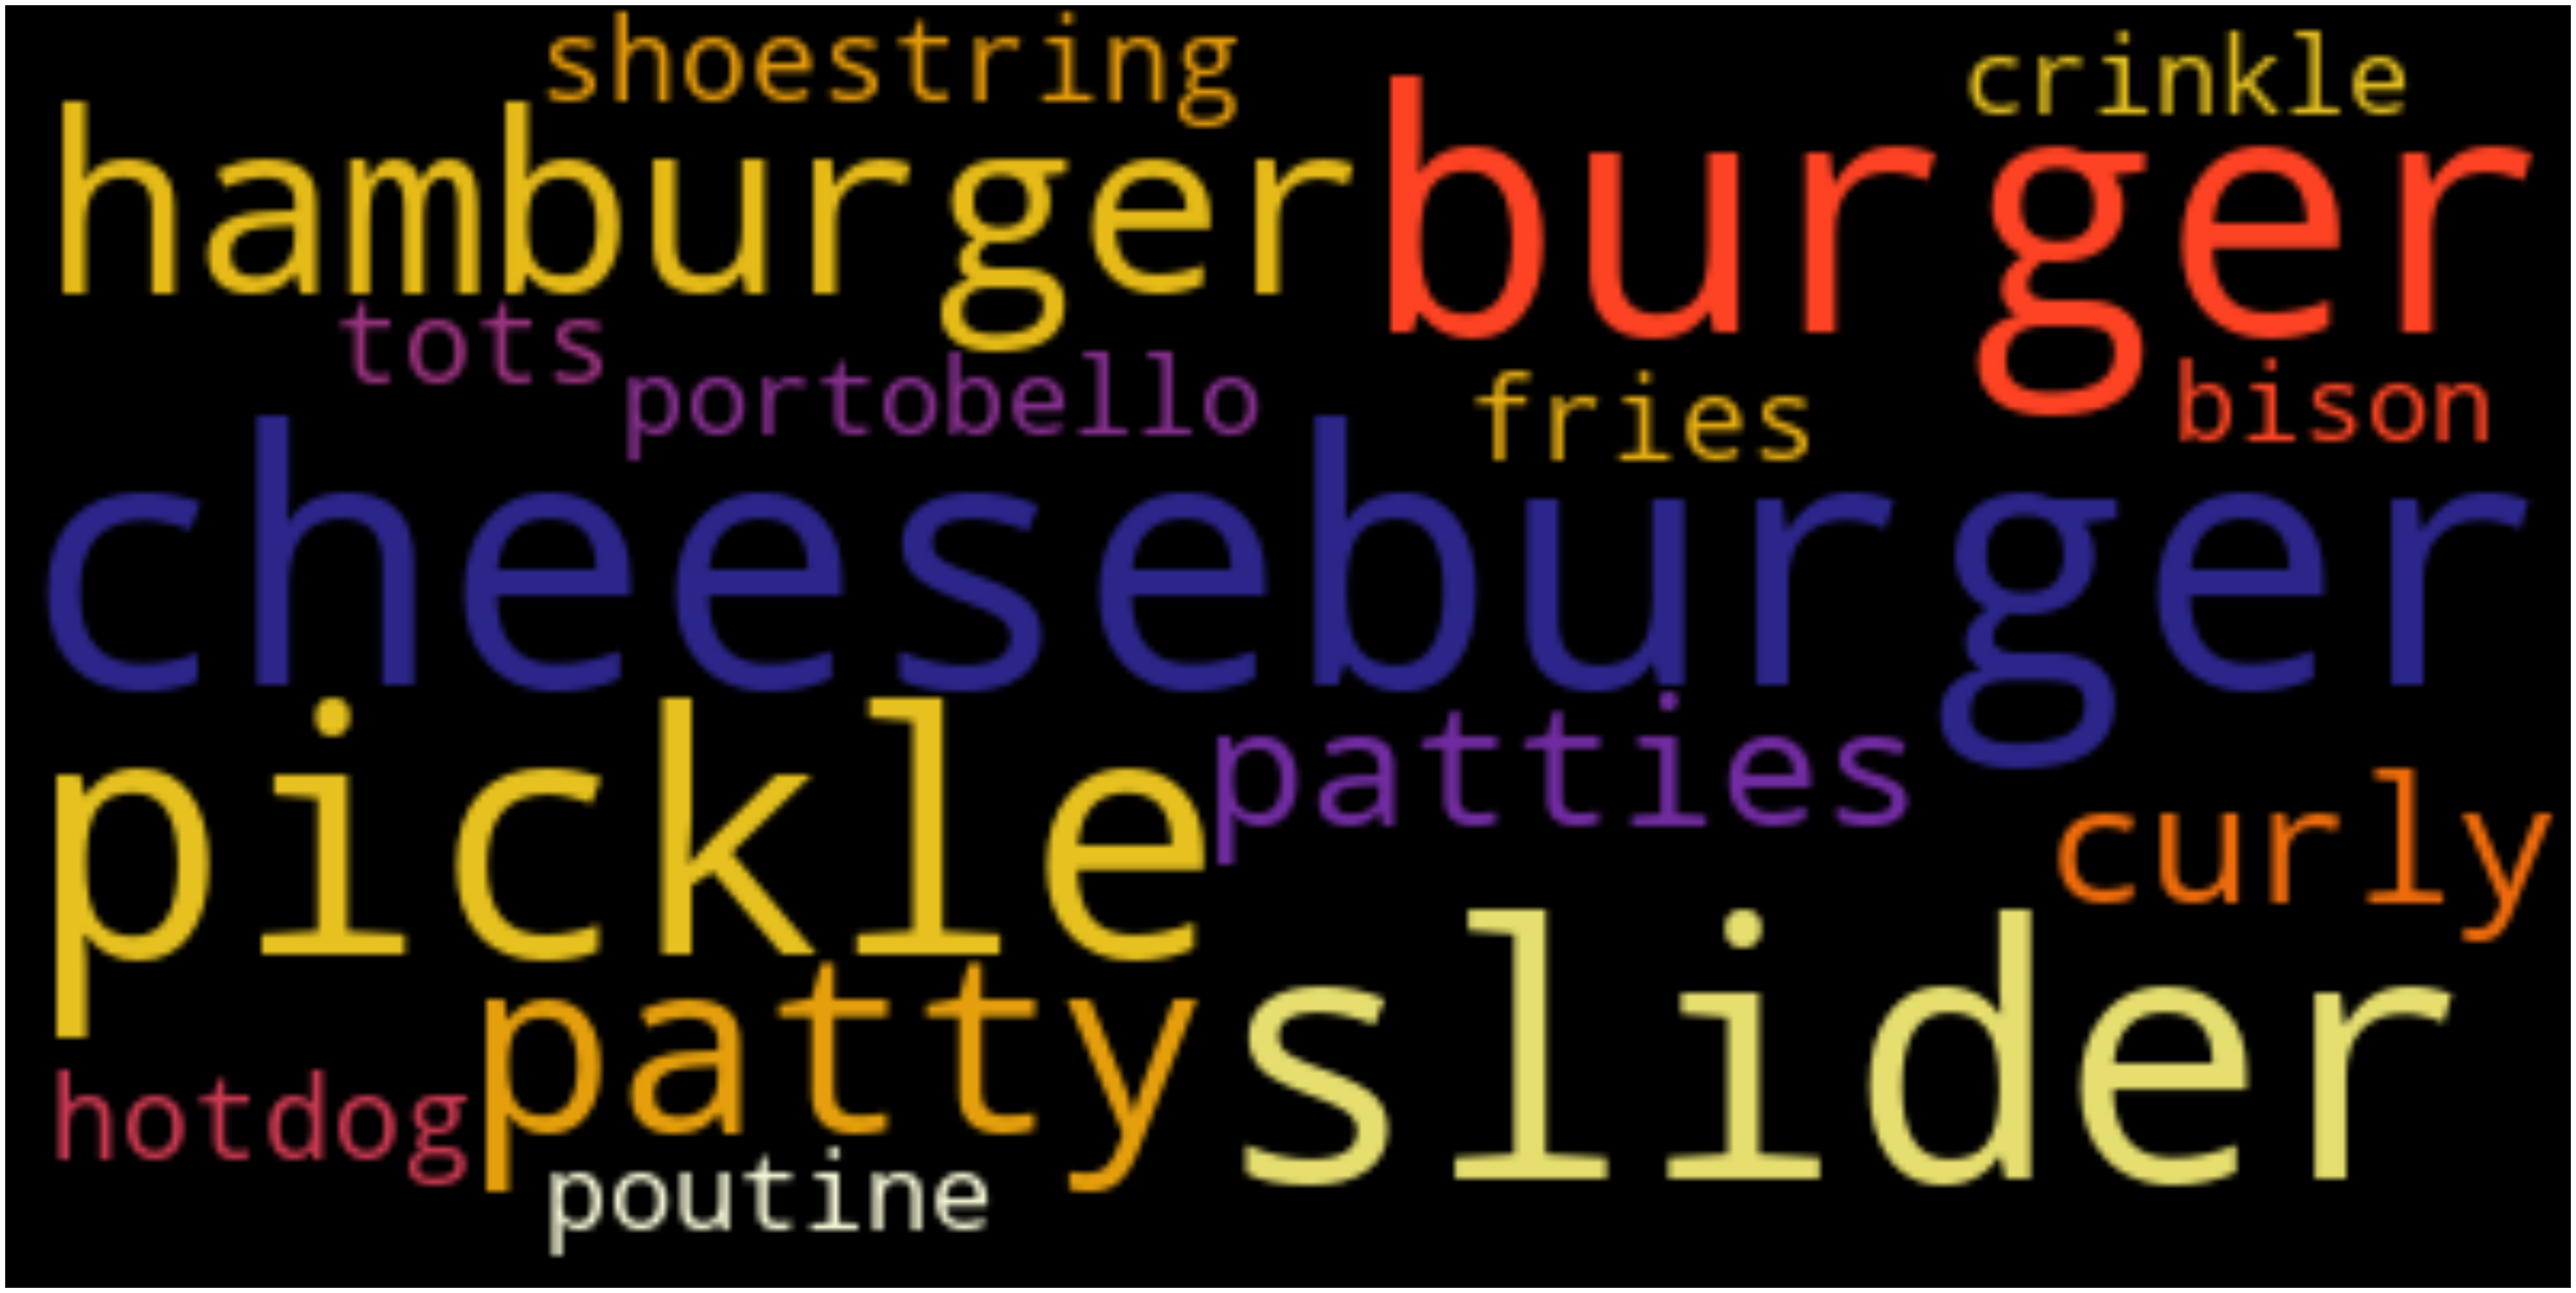 shoestring
crinkle
hamburger
burger
tots
portobello
fries
bison
cheeseburger
pickle
patties
curly
patty
slider
hotdog
poutine